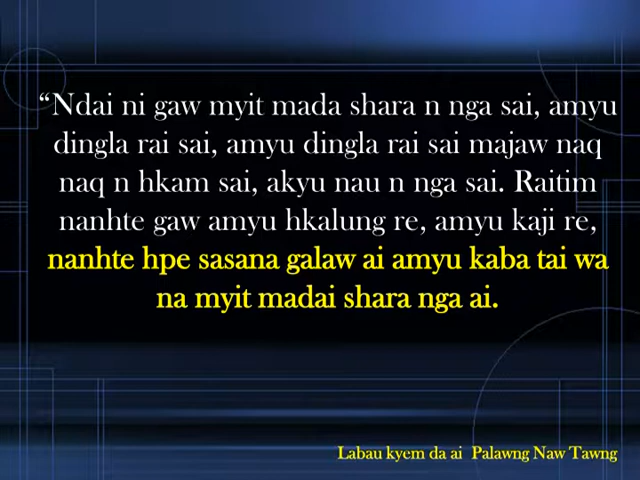 “Ndai ni gaw myit mada shara n nga sai, amyu
dingla rai sai, amyu dingla rai sai majaw naq
naq n hkam sai, akyu nau n nga sai. Raitim
nanhte gaw amyu hkalung re, amyu kaji re,
nanhte hpe sasana galaw ai amyu kaba tai wa
na myit madai shara nga ai.
Labau kyem da ai Palawng Naw Tawng